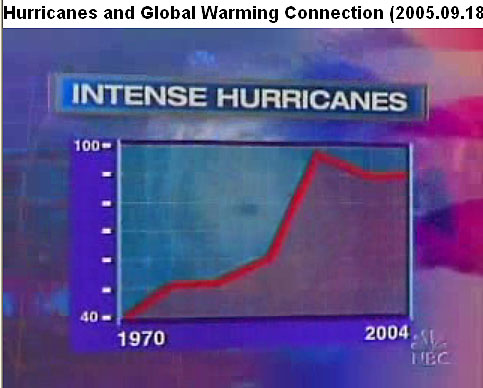 Hurricanes and Global Warming Connection (2005.09.18
INTENSE HURRICANES
100
40
1970
2004
NBC